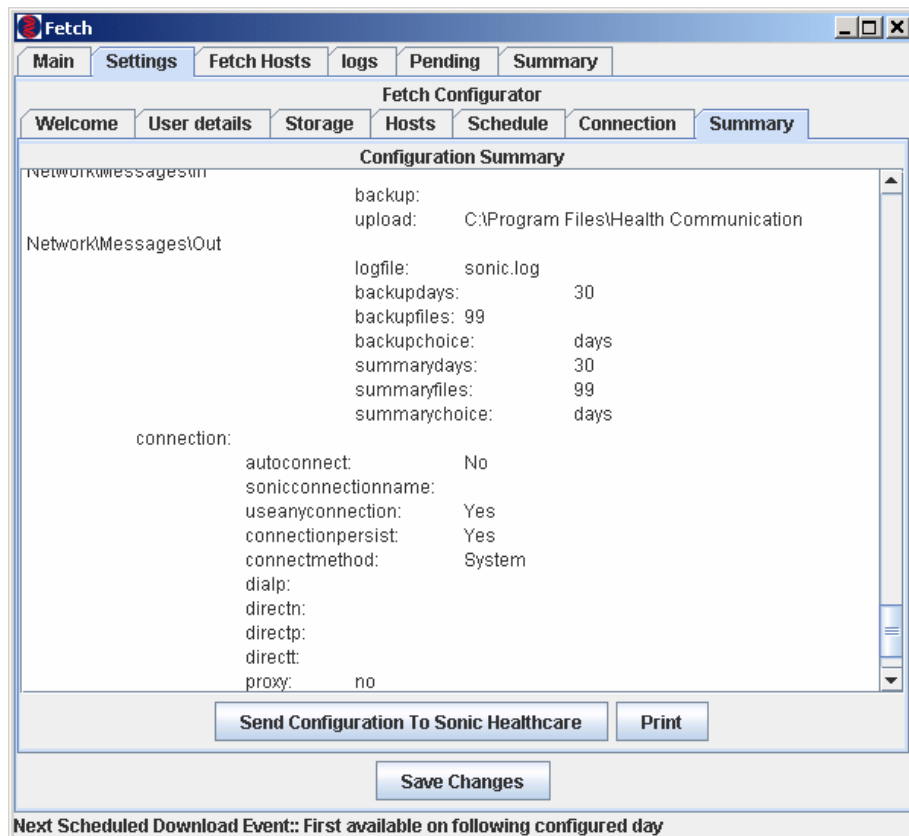 Fetch
Main Settings Fetch Hosts logs Pending Summary
Fetch Configurator
Welcome User details Storage Hosts Schedule Connection Summary
Configuration Summary
Network\Messages\In
backup:
upload: C:\Program Files\Health Communication
Network\Messages\Out
logfile: sonic.log
backupdays: 30
backupfiles: 99
backupchoice: days
summarydays: 30
summaryfiles: 99
summarychoice: days
connection:
autoconnect: No
sonicconnectionname:
useanyconnection: Yes
connectionpersist: Yes
connectmethod: System
dialp:
directn:
directp:
directt:
proxy: no
Send Configuration To Sonic Healthcare Print
Save Changes
Next Scheduled Download Event:: First available on following configured day